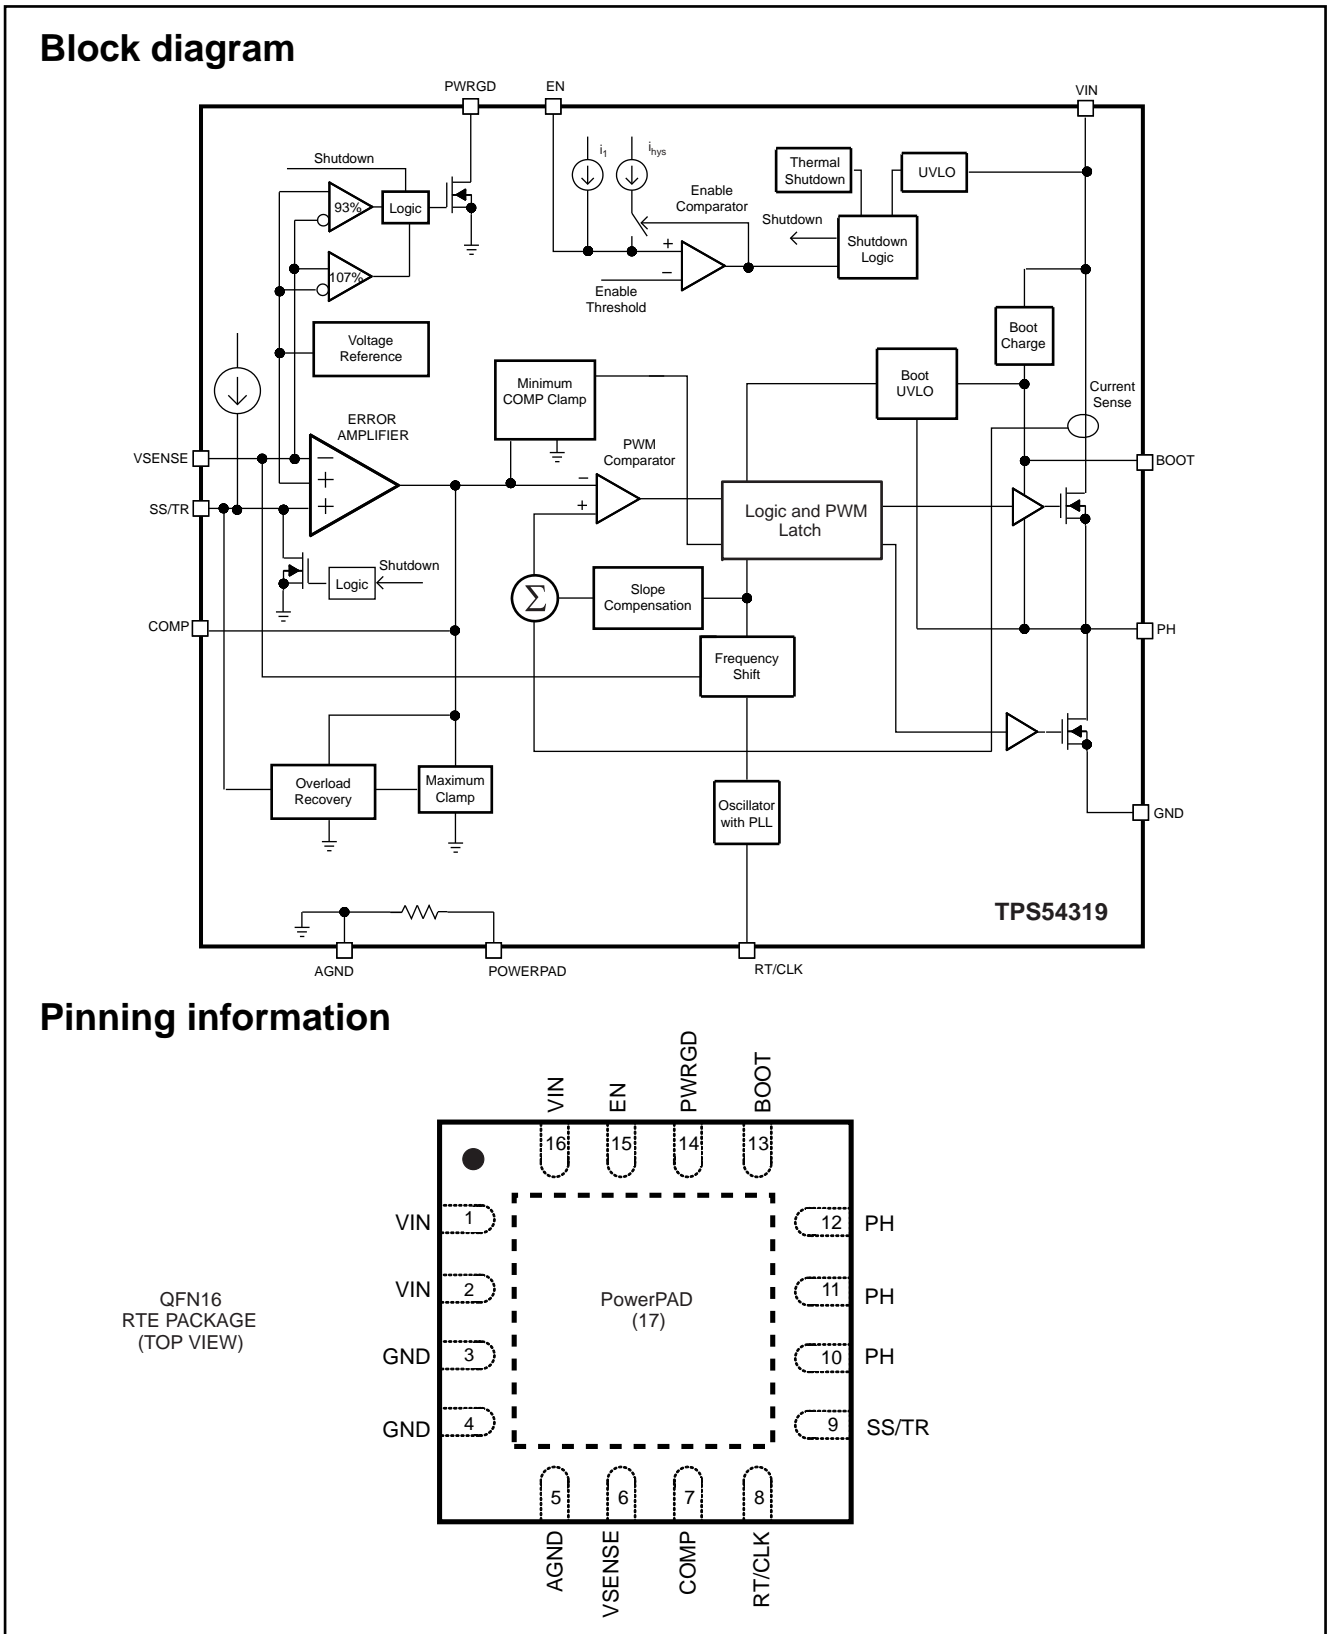 Block diagram
PWRGD
EN
VIN
Shutdown
93%
Logic
107%
i1
ihys
Enable
Comparator
Thermal
Shutdown
UVLO
Shutdown
Shutdown
Logic
+
−
Enable
Threshold
Voltage
Reference
Boot
Charge
Minimum
COMP Clamp
Boot
UVLO
Current
Sense
ERROR
AMPLIFIER
PWM
Comparator
VSENSE
−
+
+
SS/TR
−
+
BOOT
Logic and PWM
Latch
Logic
Shutdown
Σ
Slope
Compensation
COMP
PH
Frequency
Shift
Overload
Recovery
Maximum
Clamp
Oscillator
with PLL
GND
TPS54319
AGND
POWERPAD
RT/CLK
Pinning information
VIN
EN
PWRGD
BOOT
16
15
14
13
VIN
1
12
PH
VIN
2
11
PH
GND
3
10
PH
GND
4
9
SS/TR
QFN16
RTE PACKAGE
(TOP VIEW)
PowerPAD
(17)
5
6
7
8
AGND
VSENSE
COMP
RT/CLK